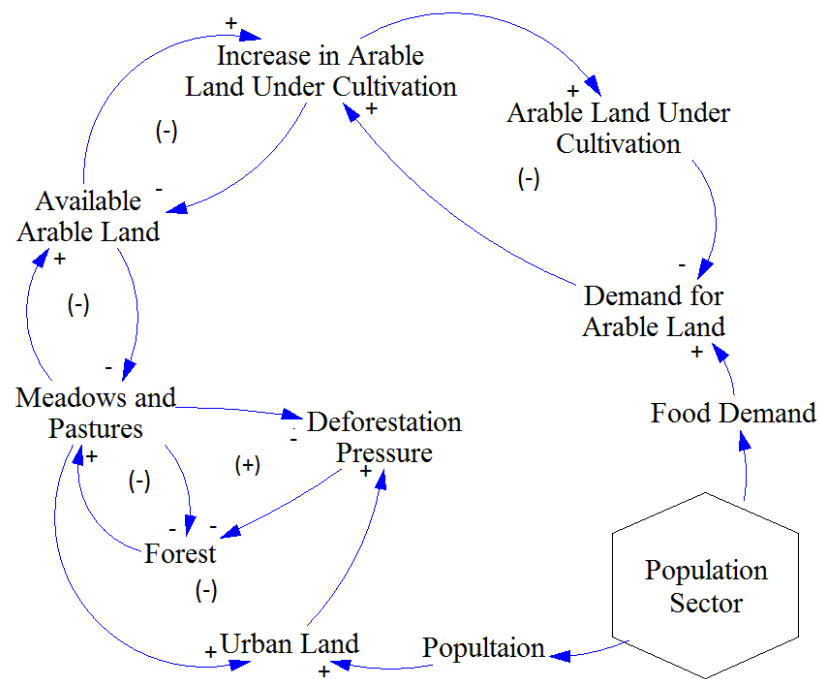 +
Increase in Arable
Land Under Cultivation
+
+
Arable Land Under
Cultivation
(-)
(-)
-
Available
Arable Land
+
(-)
-
Demand for
Arable Land
+
-
Meadows and
Pastures
+
Deforestation
Pressure
-
+
Food Demand
(+)
(-)
-
-
Forest
(-)
Population
Sector
+
Urban Land
+
Popultaion